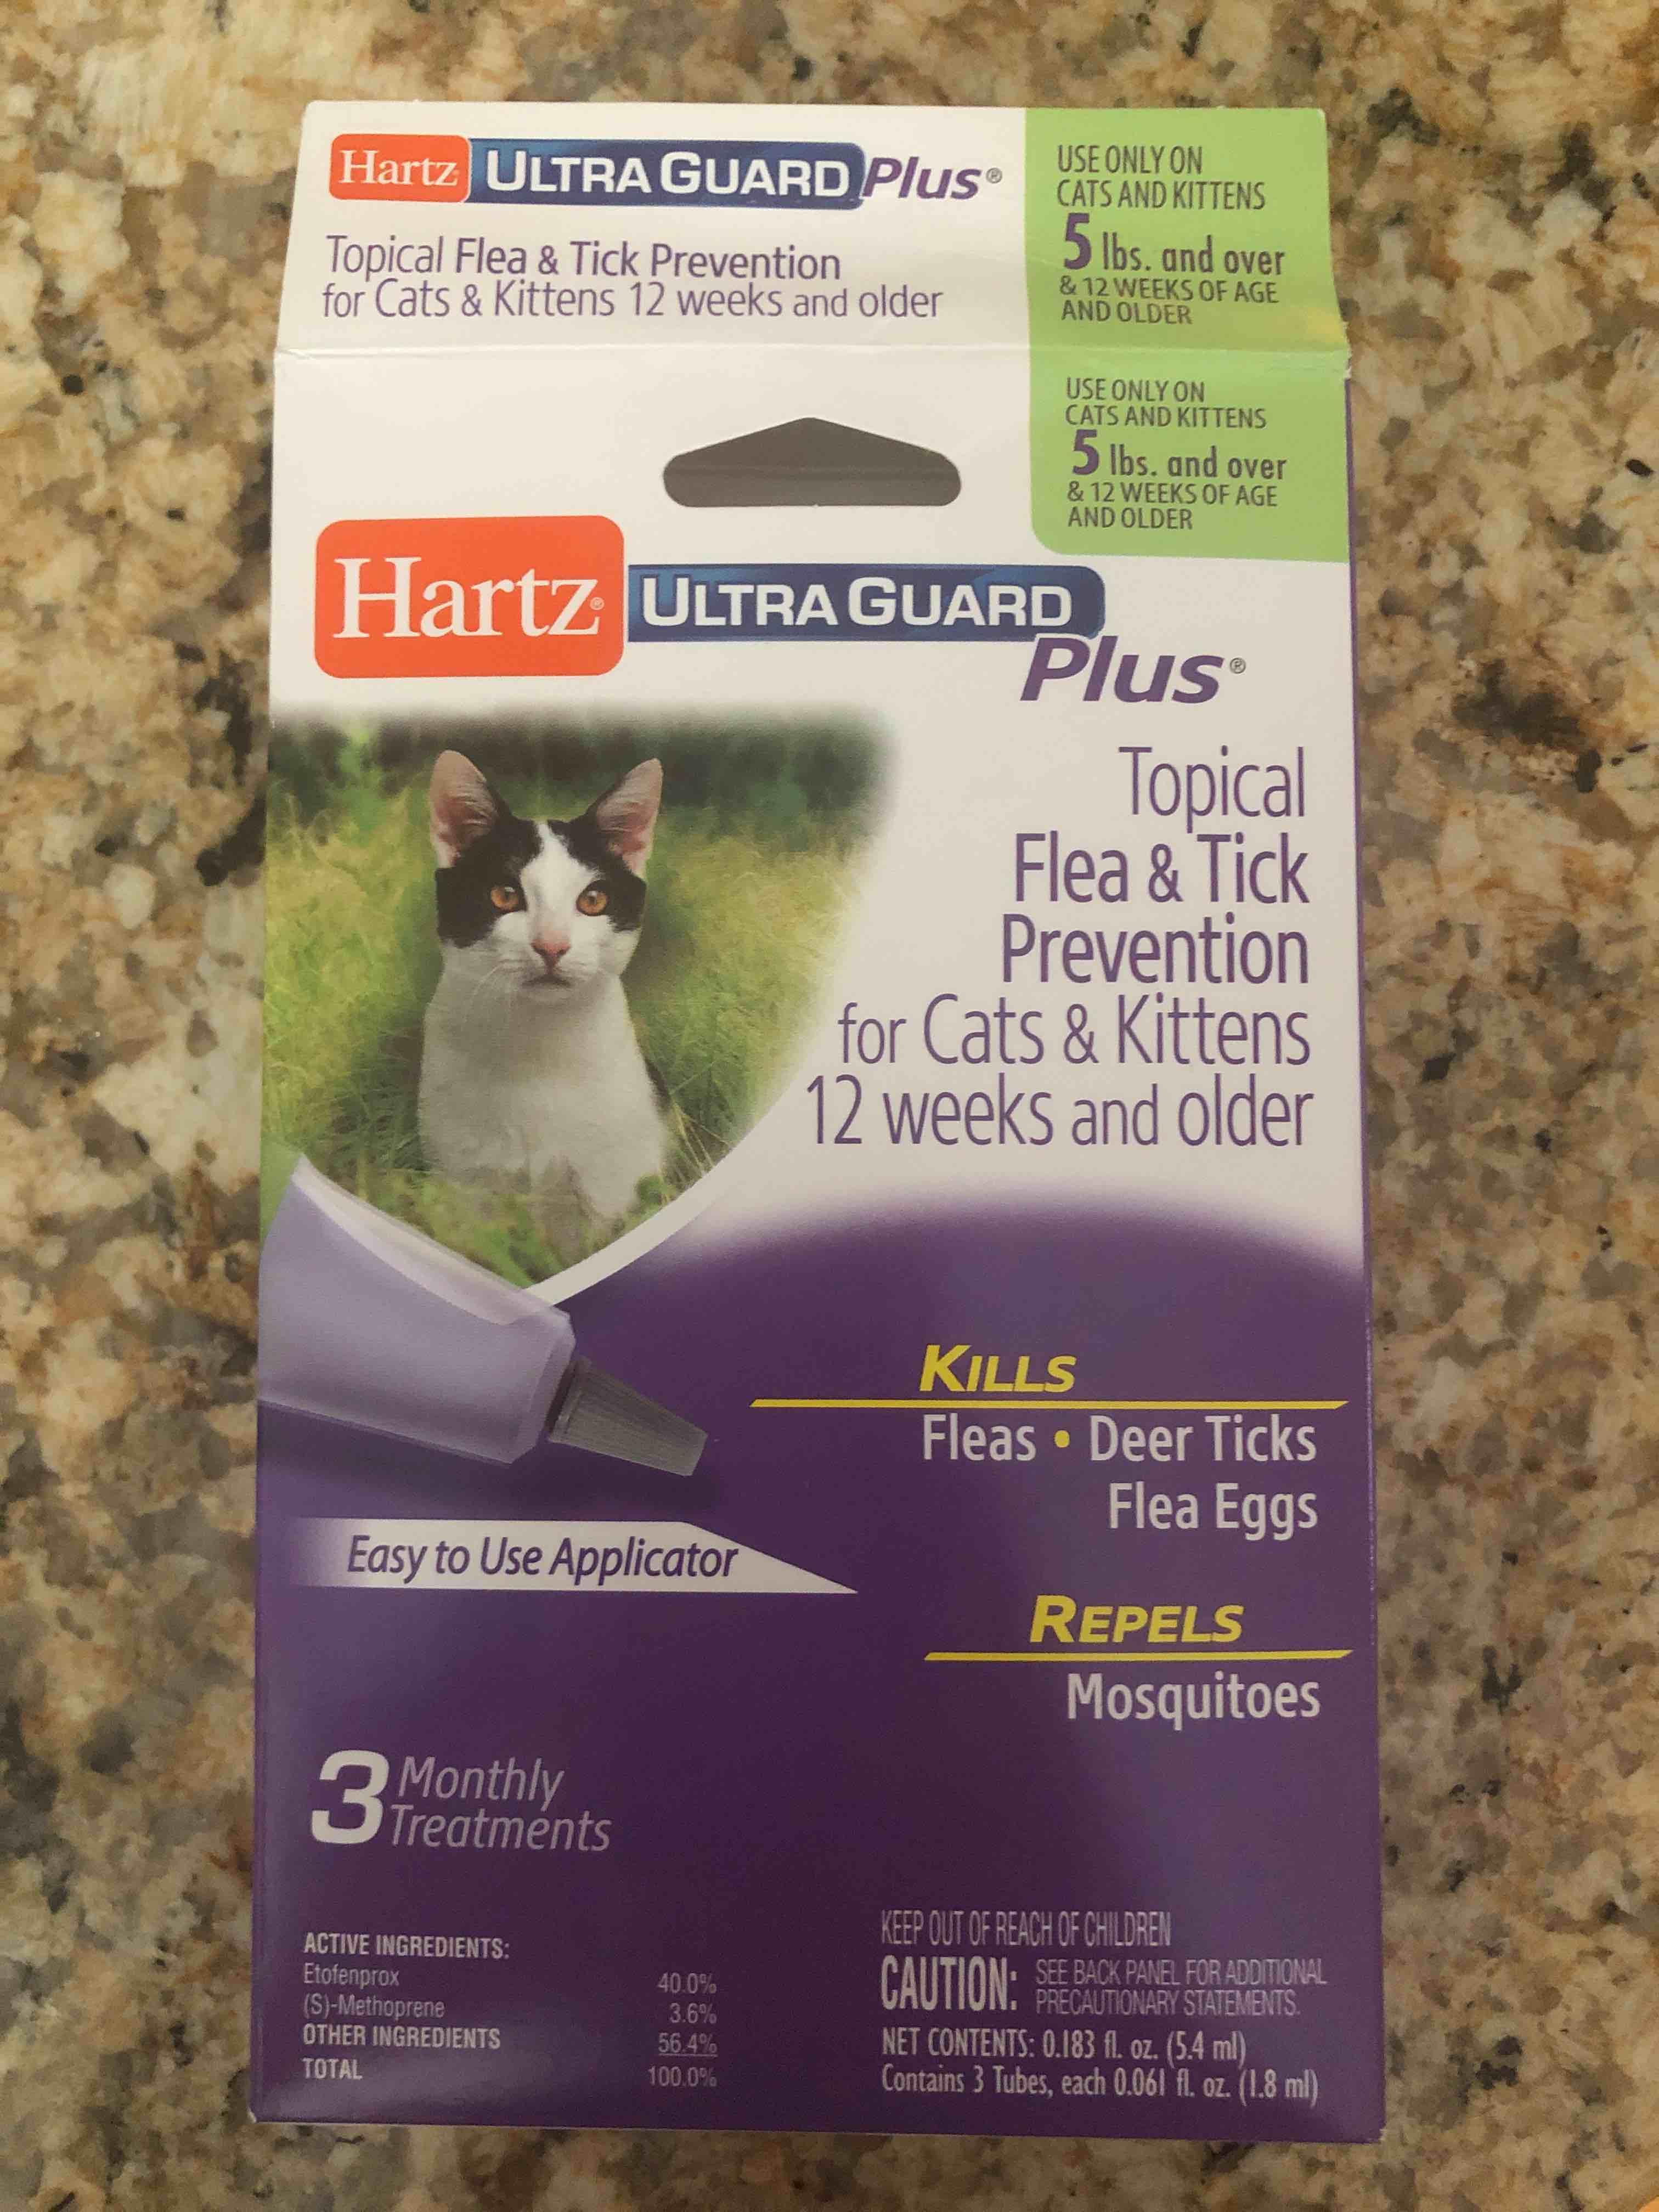 Hartz ULTRA GUARD Plus®
Topical Flea & Tick Prevention
for Cats & Kittens 12 weeks and older
USE ONLY ON
CATS AND KITTENS
5 lbs. and over
& 12 WEEKS OF AGE
AND OLDER
USE ONLY ON
CATS AND KITTENS
5 lbs. and over
& 12 WEEKS OF AGE
AND OLDER
Hartz® ULTRA GUARD
Plus®
Topical
Flea & Tick
Prevention
for Cats & Kittens
12 weeks and older
KILLS
Fleas • Deer Ticks
Flea Eggs
Easy to Use Applicator
REPELS
Mosquitoes
3 Monthly
Treatments
ACTIVE INGREDIENTS:
Etofenprox 40.0%
(S)-Methoprene 3.6%
OTHER INGREDIENTS 56.4%
TOTAL 100.0%
KEEP OUT OF REACH OF CHILDREN
CAUTION: SEE BACK PANEL FOR ADDITIONAL
PRECAUTIONARY STATEMENTS.
NET CONTENTS: 0.183 fl. oz. (5.4 ml)
Contains 3 Tubes, each 0.061 fl. oz. (1.8 ml)